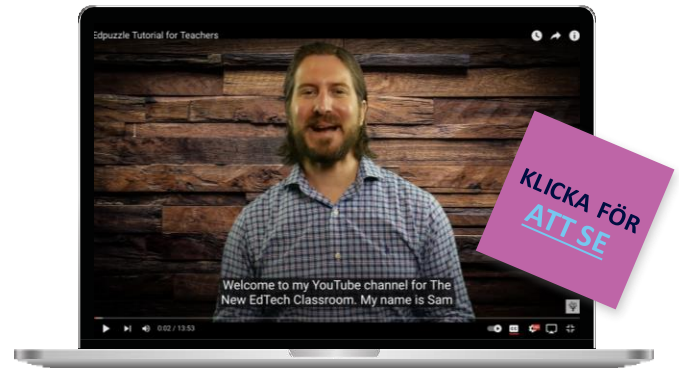 Edpuzzle Tutorial for Teachers
KLICKA FÖR
ATT SE
Welcome to my YouTube channel for The
New EdTech Classroom. My name is Sam
0:02 / 13:53